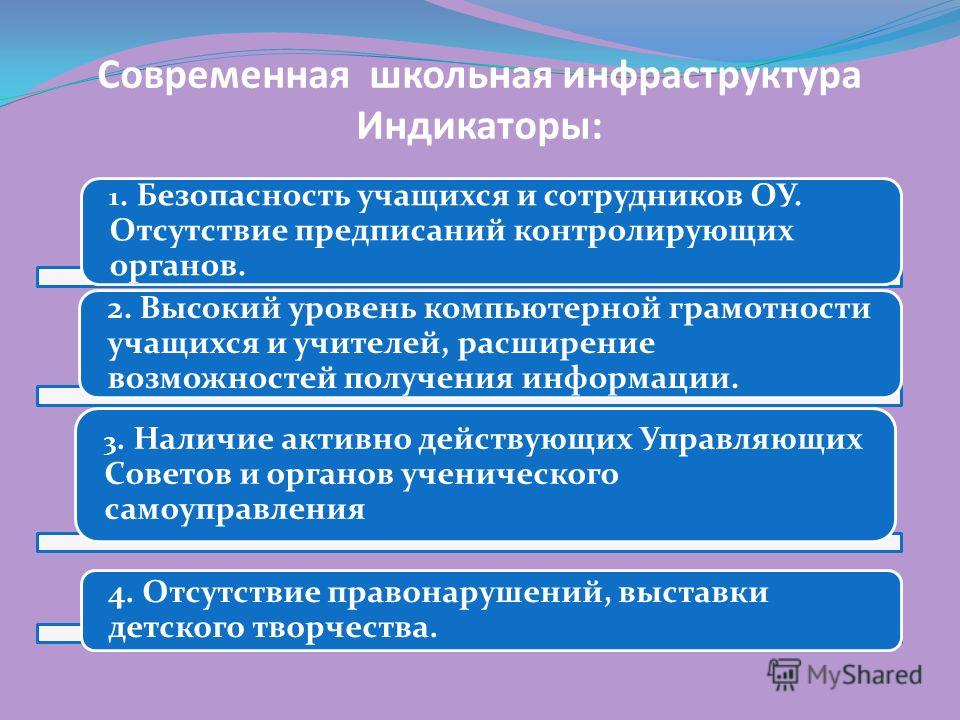 Современная школьная инфраструктура
Индикаторы:
1. Безопасность учащихся и сотрудников ОУ.
Отсутствие предписаний контролирующих
органов.
2. Высокий уровень компьютерной грамотности
учащихся и учителей, расширение
возможностей получения информации.
3. Наличие активно действующих Управляющих
Советов и органов ученического
самоуправления
4. Отсутствие правонарушений, выставки
детского творчества.
MyShared